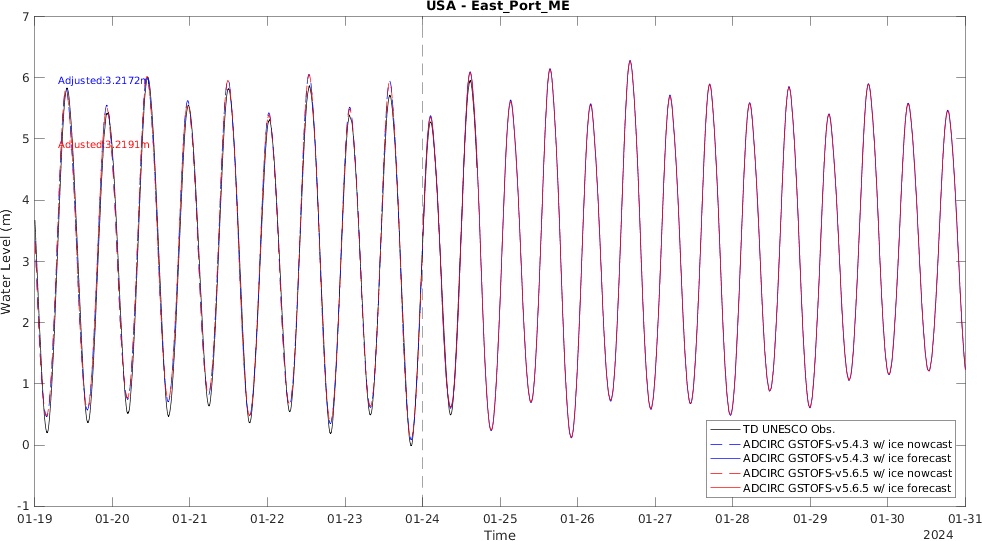 USA - East_Port_ME
7
6
5
4
3
2
1
0
-1
Water Level (m)
Adjusted:3.2172m
Adjusted:3.2191m
TD UNESCO Obs.
ADCIRC GSTOFS-v5.4.3 w/ ice nowcast
ADCIRC GSTOFS-v5.4.3 w/ ice forecast
ADCIRC GSTOFS-v5.6.5 w/ ice nowcast
ADCIRC GSTOFS-v5.6.5 w/ ice forecast
01-19 01-20 01-21 01-22 01-23 01-24 01-25 01-26 01-27 01-28 01-29 01-30 01-31
Time
2024